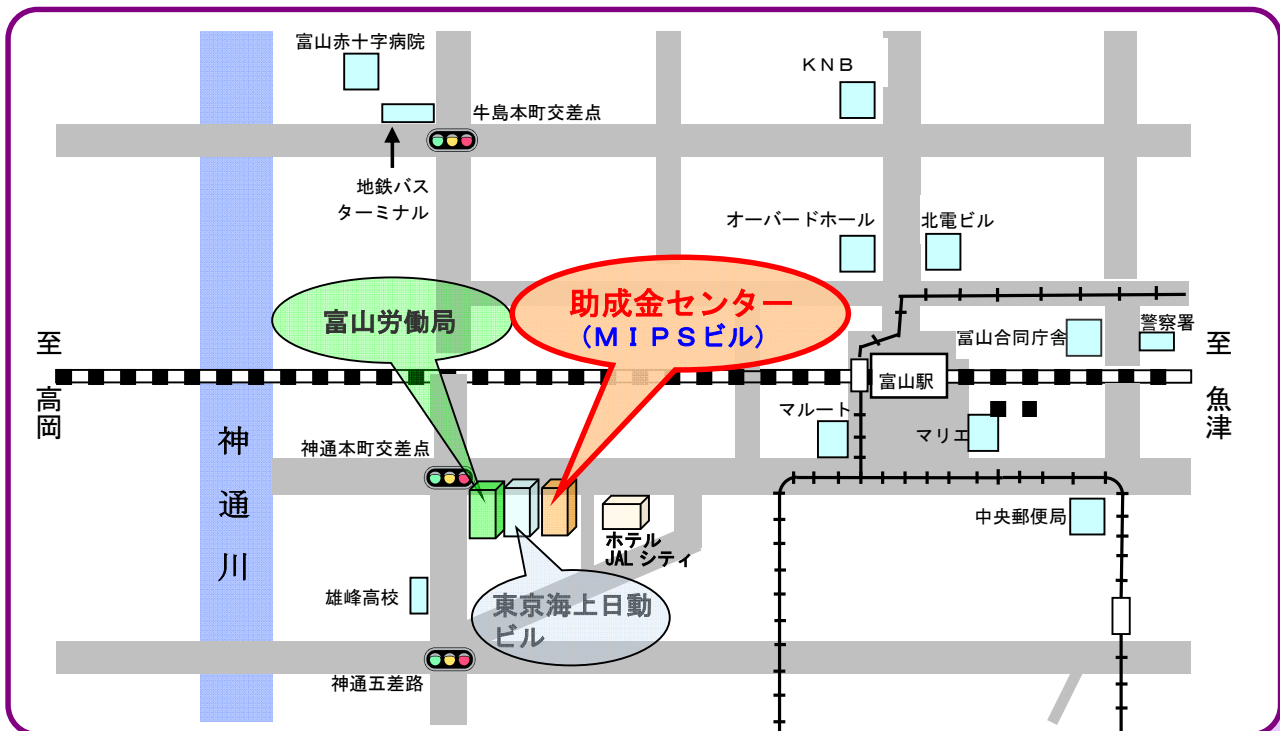 富山赤十字病院
KNB
牛島本町交差点
地鉄バス
ターミナル
オーバードホール
北電ビル
助成金センター
(MIPSビル)
富山労働局
富山合同庁舎
警察署
至
高岡
至
魚津
富山駅
マルート
マリエ
神通本町交差点
神通川
中央郵便局
ホテル
JAL シティ
雄峰高校
東京海上日動
ビル
神通五差路